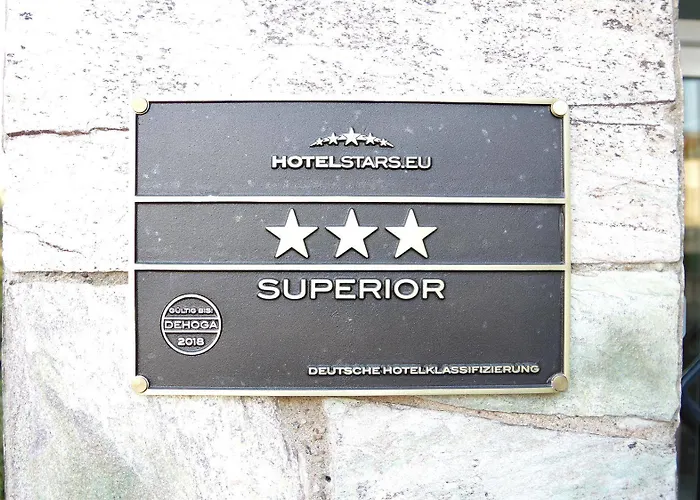 HOTELSTARS.EU
SUPERIOR
GÜLTIG BIS:
DEHOGA
2018
DEUTSCHE HOTELKLASSIFIZIERUNG